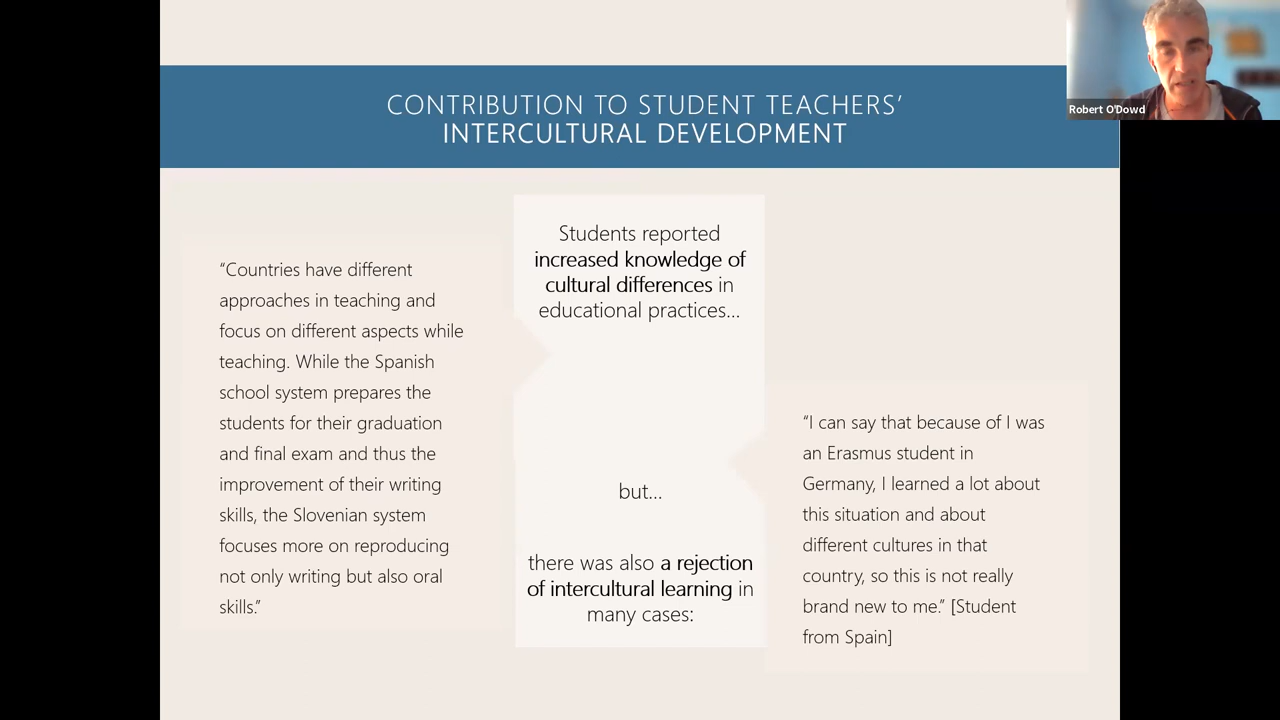 CONTRIBUTION TO STUDENT TEACHERS’
INTERCULTURAL DEVELOPMENT
Robert O'Dowd
“Countries have different
approaches in teaching and
focus on different aspects while
teaching. While the Spanish
school system prepares the
students for their graduation
and final exam and thus the
improvement of their writing
skills, the Slovenian system
focuses more on reproducing
not only writing but also oral
skills.”
Students reported
increased knowledge of
cultural differences in
educational practices…
but…
there was also a rejection
of intercultural learning in
many cases:
“I can say that because of I was
an Erasmus student in
Germany, I learned a lot about
this situation and about
different cultures in that
country, so this is not really
brand new to me.” [Student
from Spain]